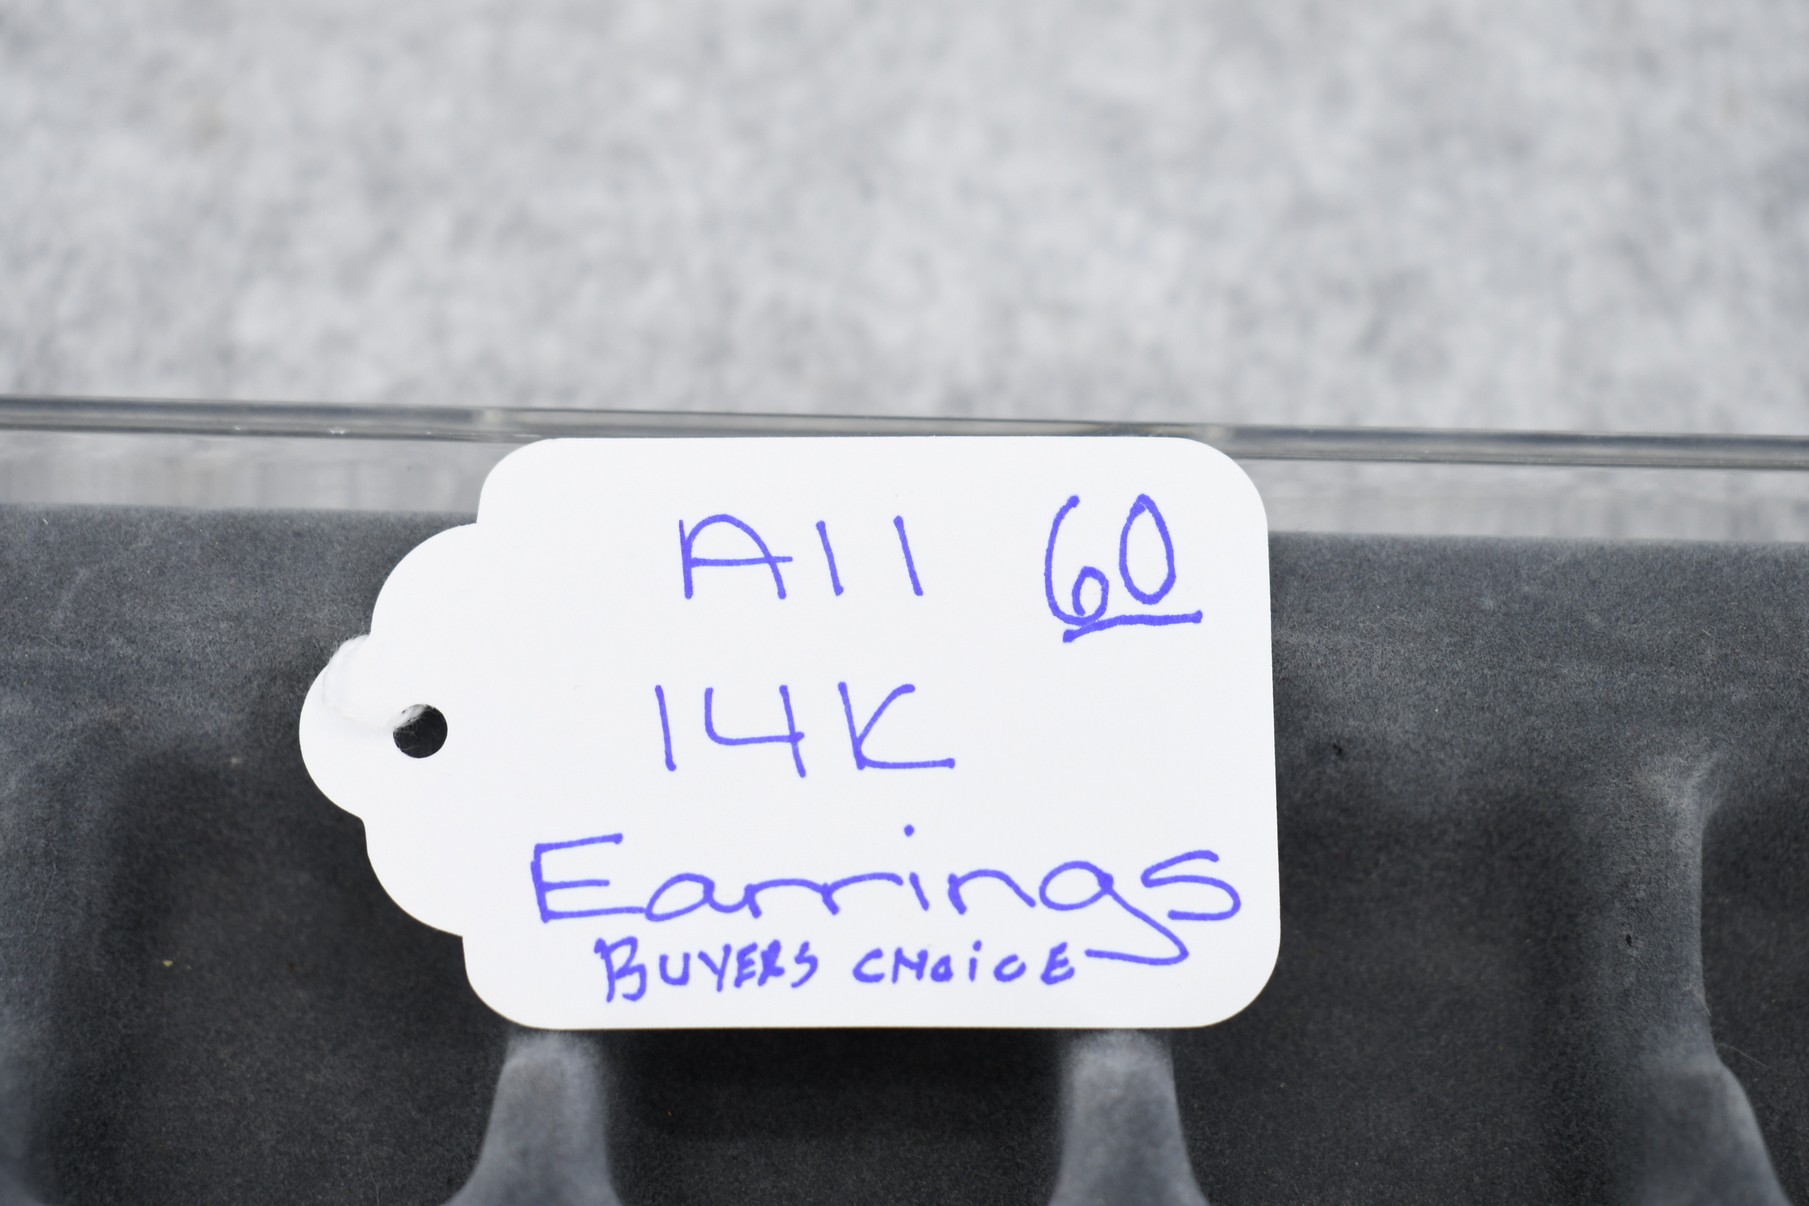 All 60
14K
Earrings
BUYERS CHOiCE